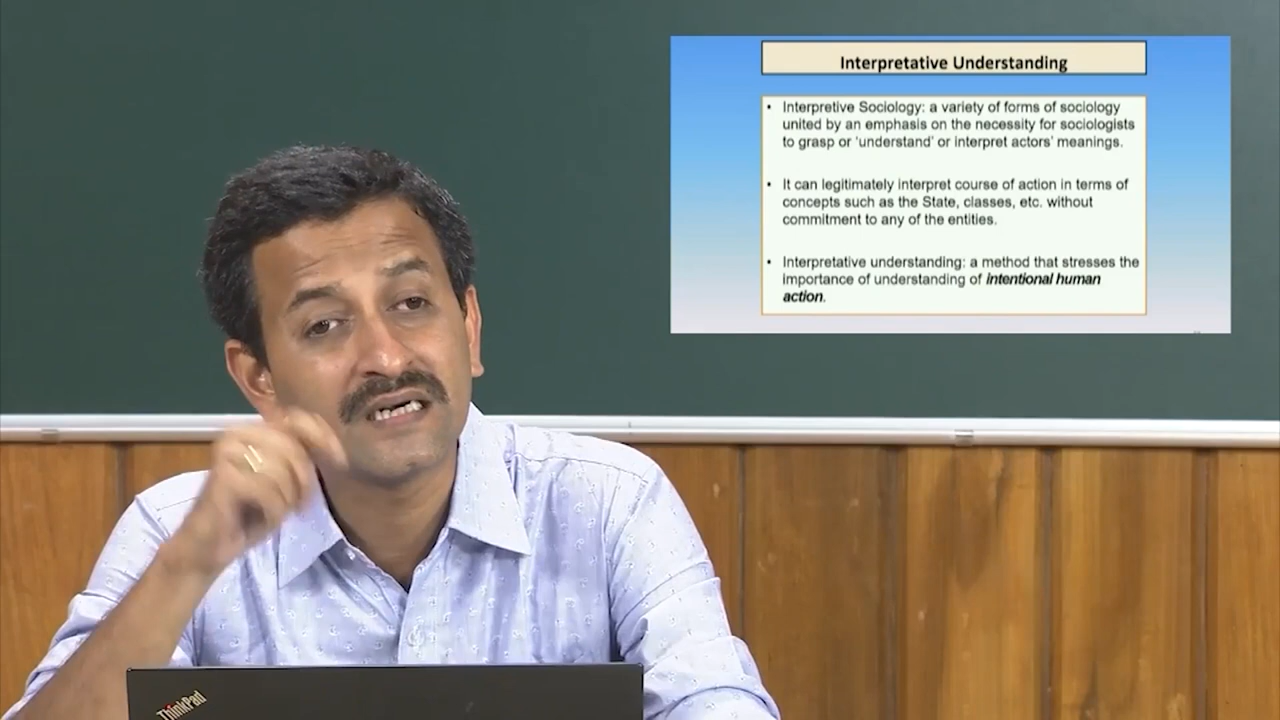 Interpretative Understanding
• Interpretive Sociology: a variety of forms of sociology
united by an emphasis on the necessity for sociologists
to grasp or ‘understand’ or interpret actors’ meanings.
• It can legitimately interpret course of action in terms of
concepts such as the State, classes, etc. without
commitment to any of the entities.
• Interpretative understanding: a method that stresses the
importance of understanding of intentional human
action.
ThinkPad